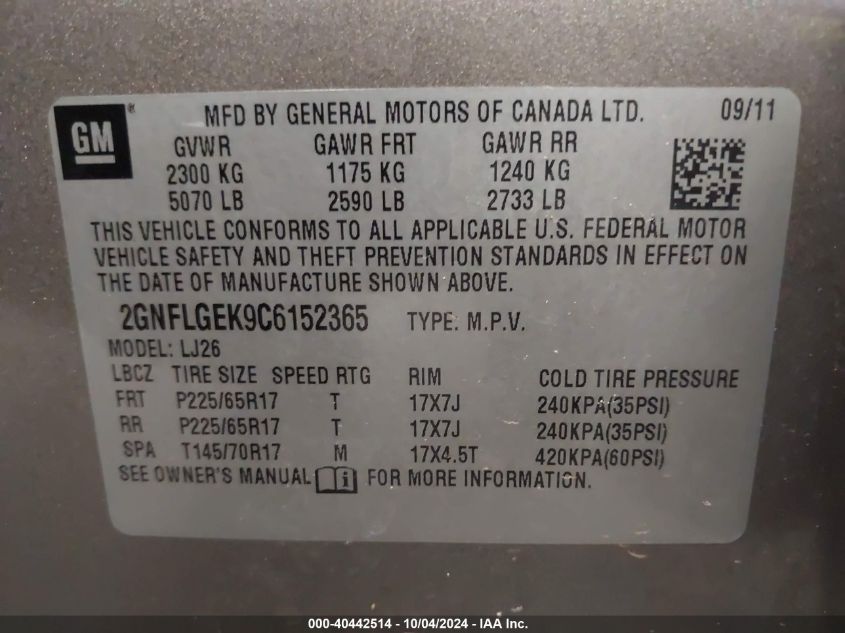 GM ® MFD BY GENERAL MOTORS OF CANADA LTD. 09/11
GVWR GAWR FRT GAWR RR
2300 KG 1175 KG 1240 KG
5070 LB 2590 LB 2733 LB
THIS VEHICLE CONFORMS TO ALL APPLICABLE U.S. FEDERAL MOTOR
VEHICLE SAFETY AND THEFT PREVENTION STANDARDS IN EFFECT ON
THE DATE OF MANUFACTURE SHOWN ABOVE.
2GNFLGEK9C6152365 TYPE: M.P.V.
MODEL: LJ26
LBCZ TIRE SIZE SPEED RTG RIM COLD TIRE PRESSURE
FRT P225/65R17 T 17X7J 240KPA(35PSI)
RR P225/65R17 T 17X7J 240KPA(35PSI)
SPA T145/70R17 M 17X4.5T 420KPA(60PSI)
SEE OWNER'S MANUAL i FOR MORE INFORMATION.
000-40442514 - 10/04/2024 - IAA Inc.